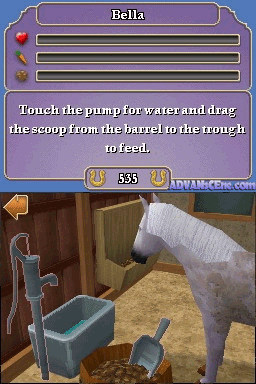 Bella
Touch the pump for water and drag
the scoop from the barrel to the trough
to feed.
535
ADVANSCENE.com